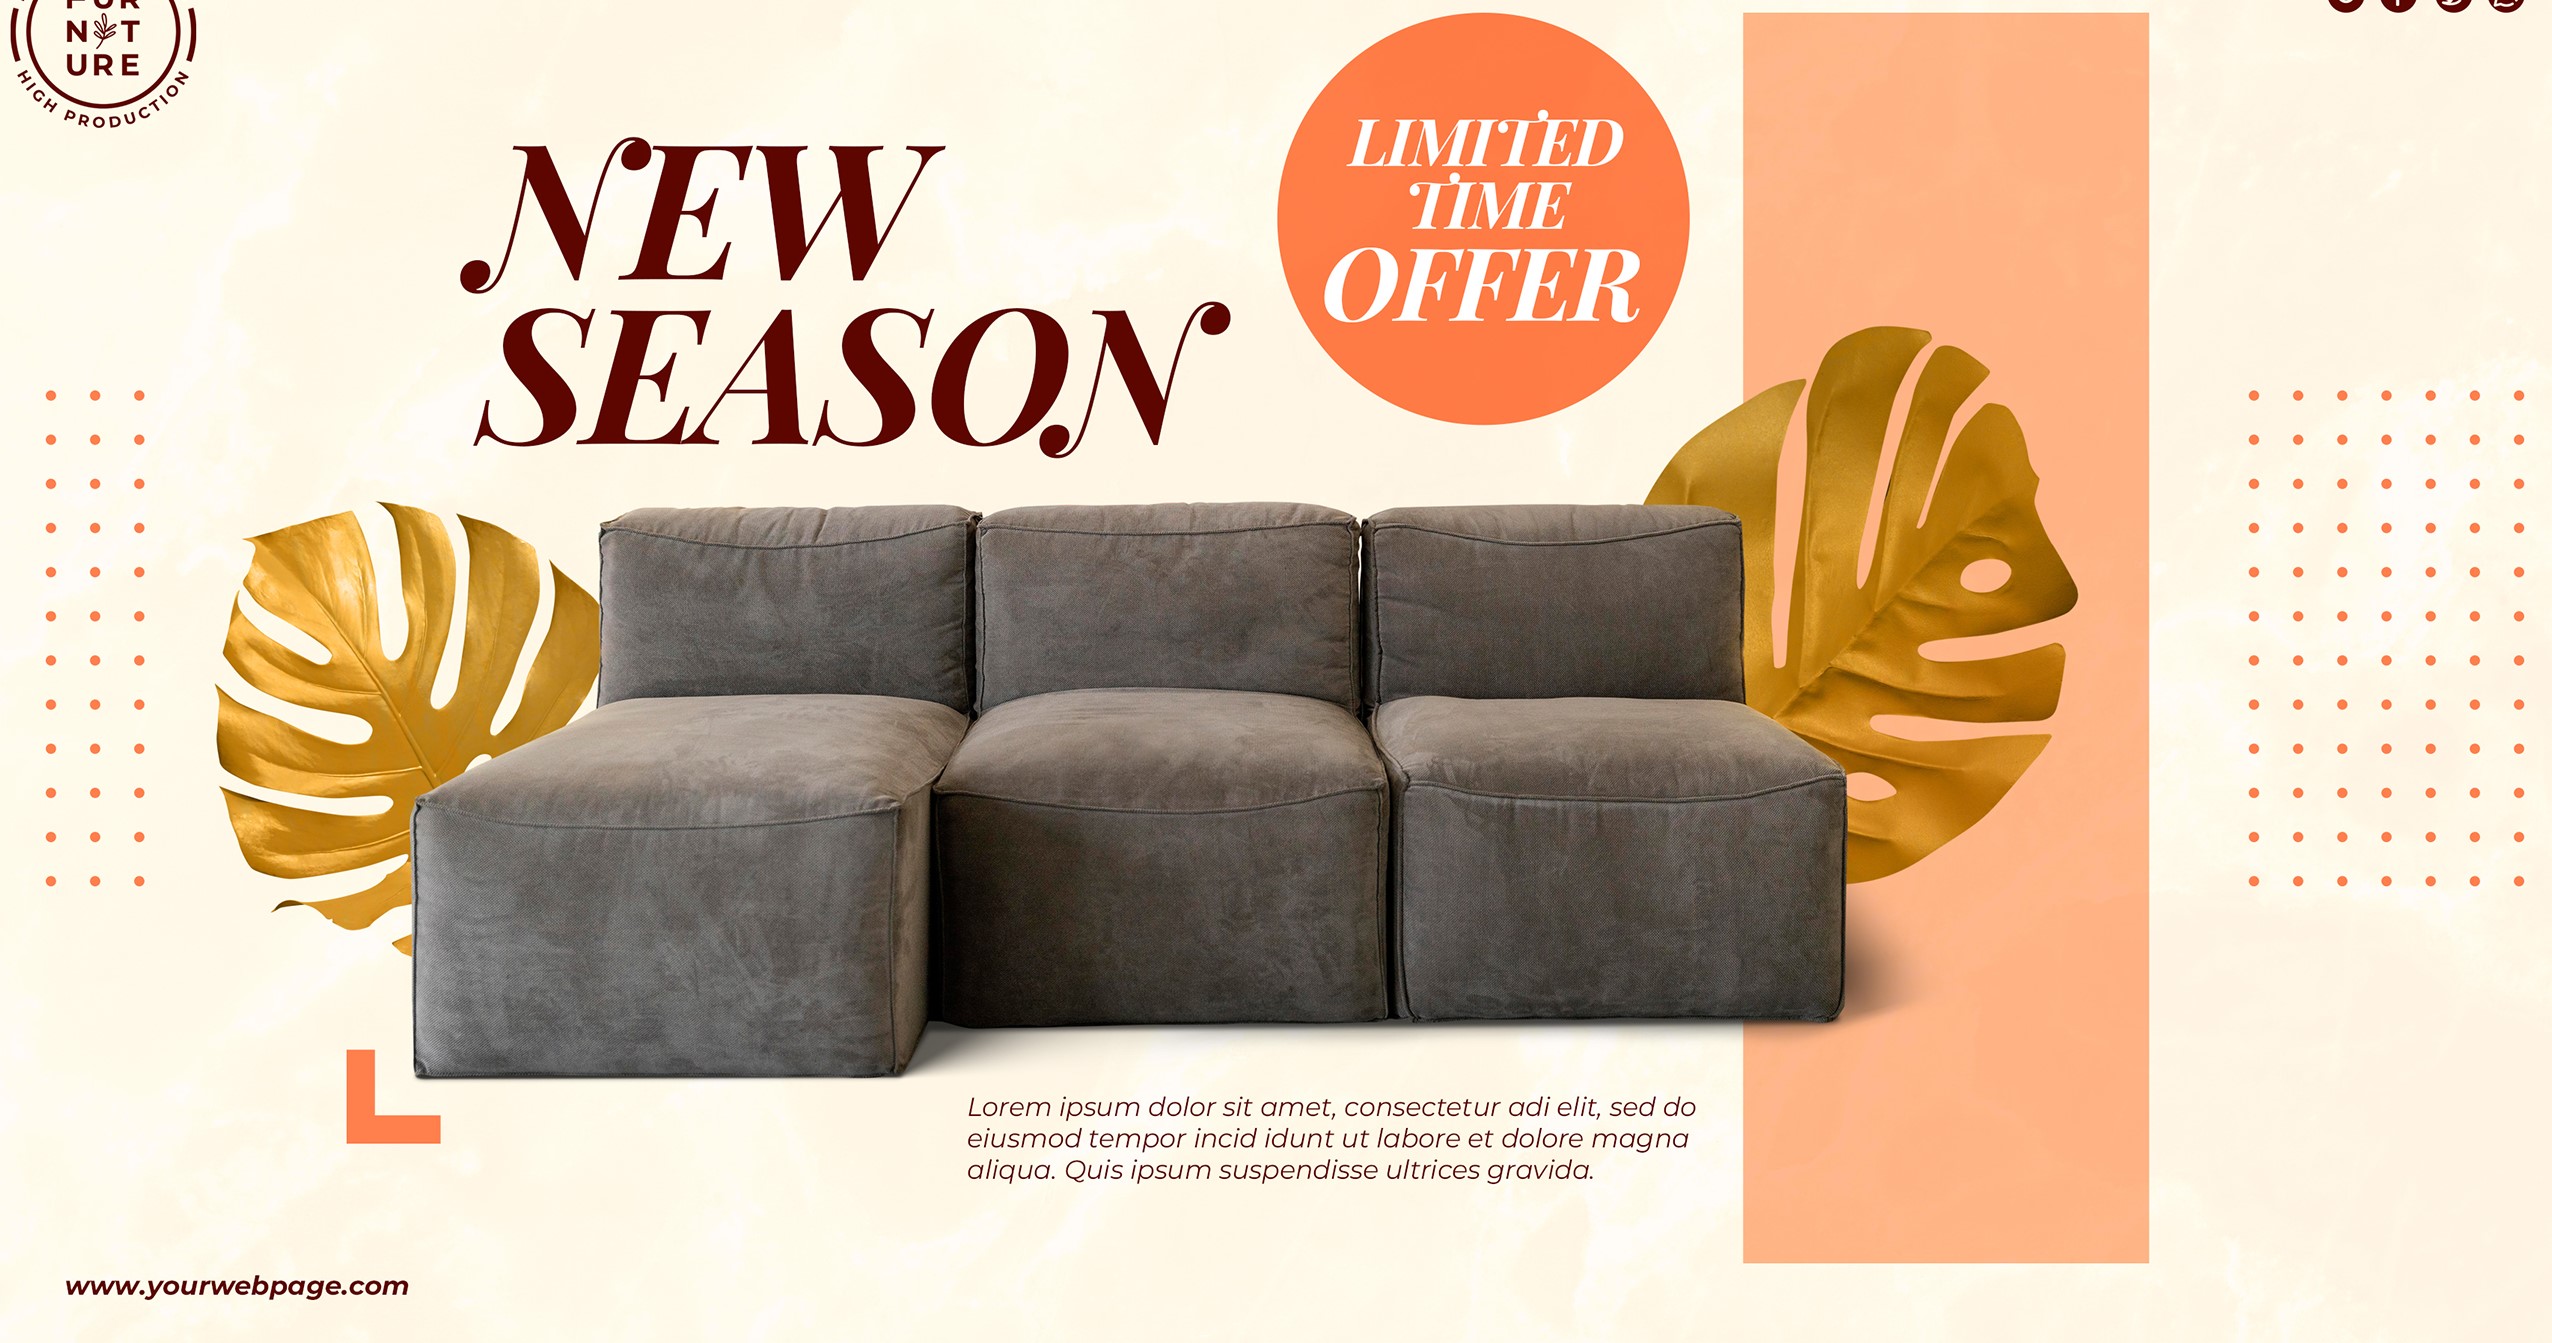 N T
URE
HIGH PRODUCTION
NEW
SEASON
LIMITED
TIME
OFFER
Lorem ipsum dolor sit amet, consectetur adi elit, sed do
eiusmod tempor incid idunt ut labore et dolore magna
aliqua. Quis ipsum suspendisse ultrices gravida.
www.yourwebpage.com